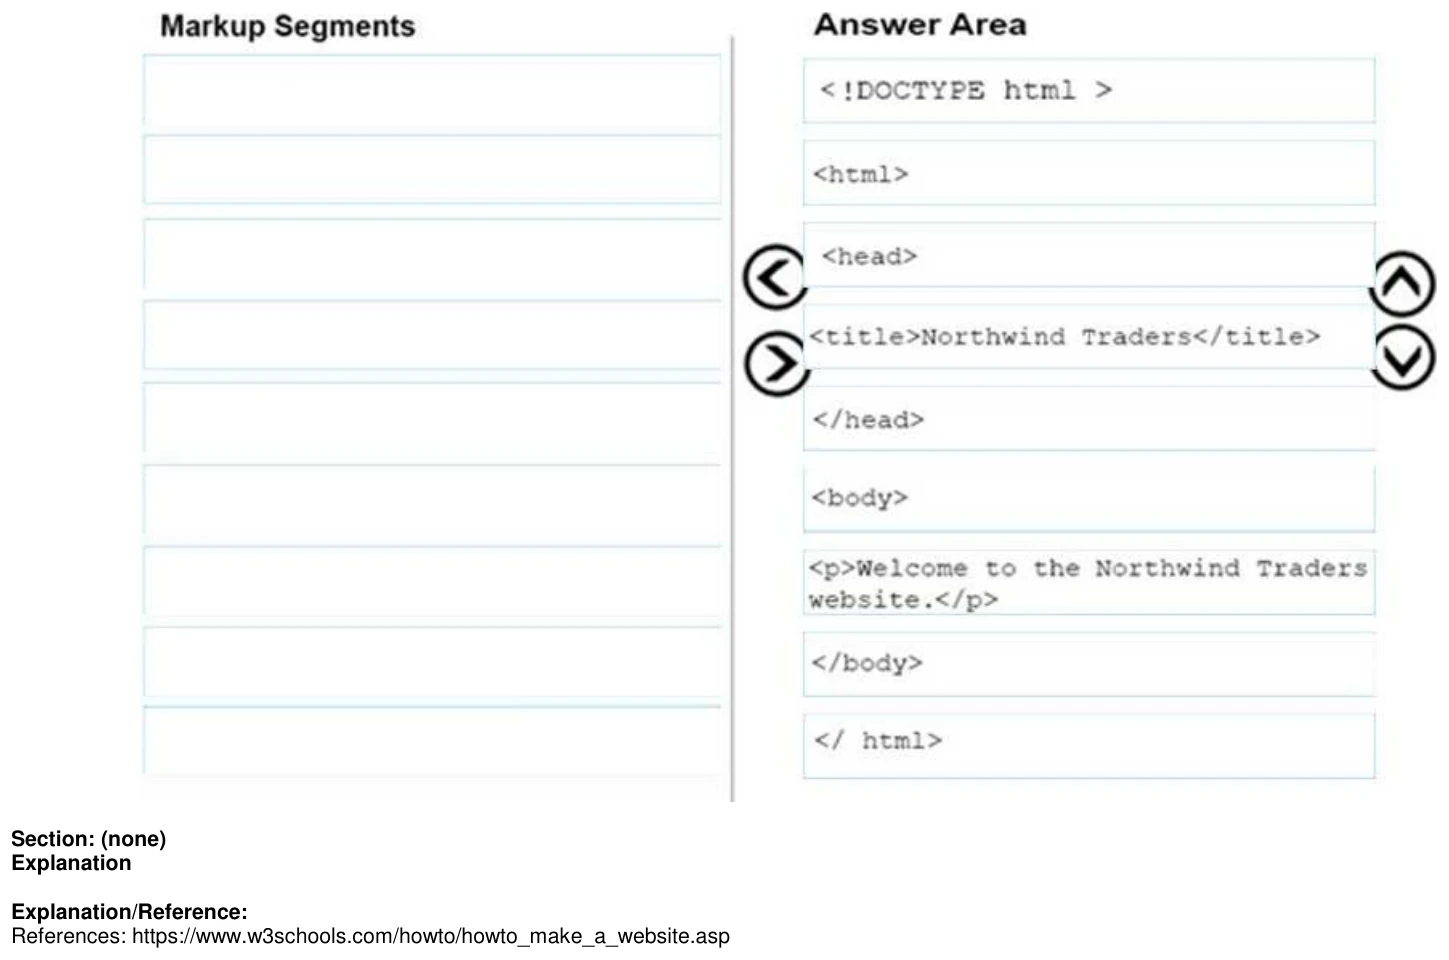 Markup Segments
Answer Area
<!DOCTYPE html >
<html>
<head>
<title>Northwind Traders</title>
</head>
<body>
<p>Welcome to the Northwind Traders
website.</p>
</body>
</ html>
Section: (none)
Explanation
Explanation/Reference:
References: https://www.w3schools.com/howto/howto_make_a_website.asp